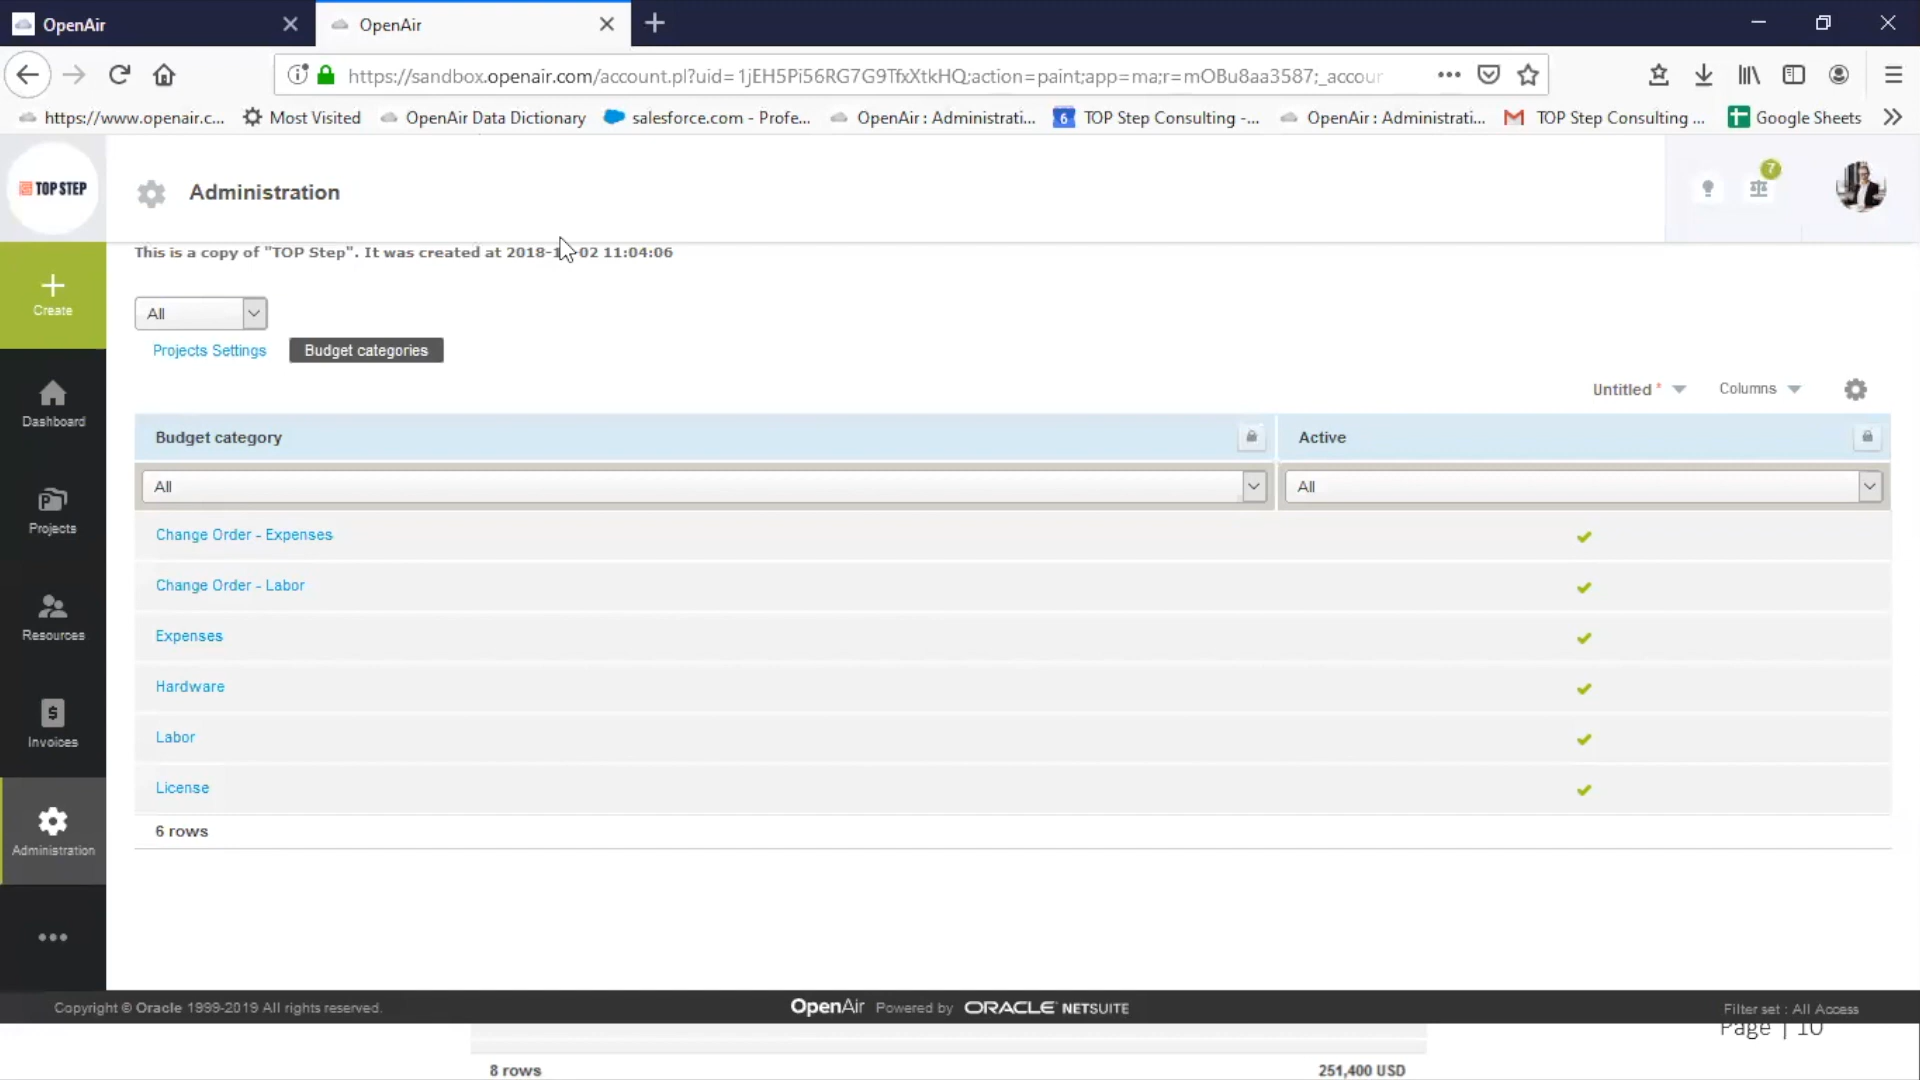 OpenAir
OpenAir
https://sandbox.openair.com/account.pl?uid=1jEH5Pi56RG7G9TfxXtkHQ;action=paint;app=ma;r=mOBu8aa3587;_accour
https://www.openair.c...
Most Visited
OpenAir Data Dictionary
salesforce.com - Profe...
OpenAir : Administrati...
6 TOP Step Consulting -...
OpenAir : Administrati...
TOP Step Consulting ...
Google Sheets
TOP STEP
Administration
7
This is a copy of "TOP Step". It was created at 2018-1 -02 11:04:06
Create
All
Projects Settings
Budget categories
Untitled *
Columns
Dashboard
Budget category
Active
All
All
Projects
Change Order - Expenses
Change Order - Labor
Resources
Expenses
Hardware
Invoices
Labor
License
6 rows
Administration
Copyright © Oracle 1999-2019 All rights reserved.
OpenAir Powered by ORACLE NETSUITE
Filter set : All Access
Page | 10
8 rows
251,400 USD